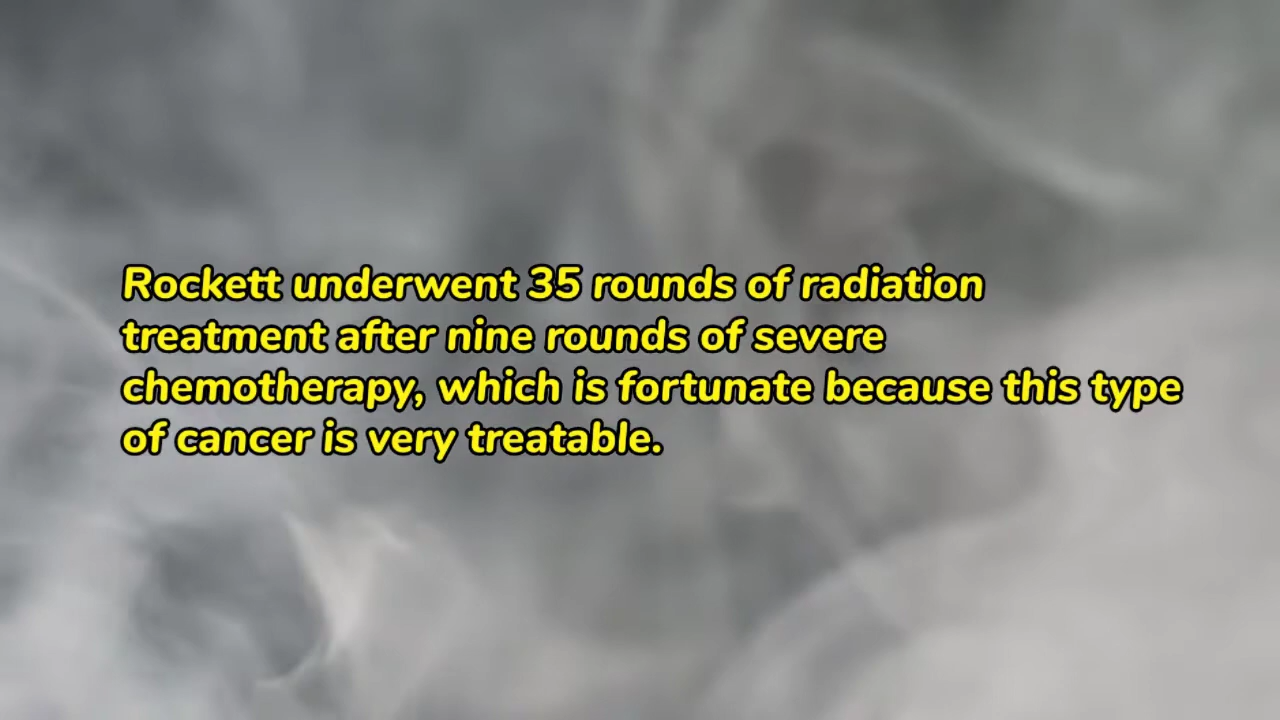 Rockett underwent 35 rounds of radiation
treatment after nine rounds of severe
chemotherapy, which is fortunate because this type
of cancer is very treatable.